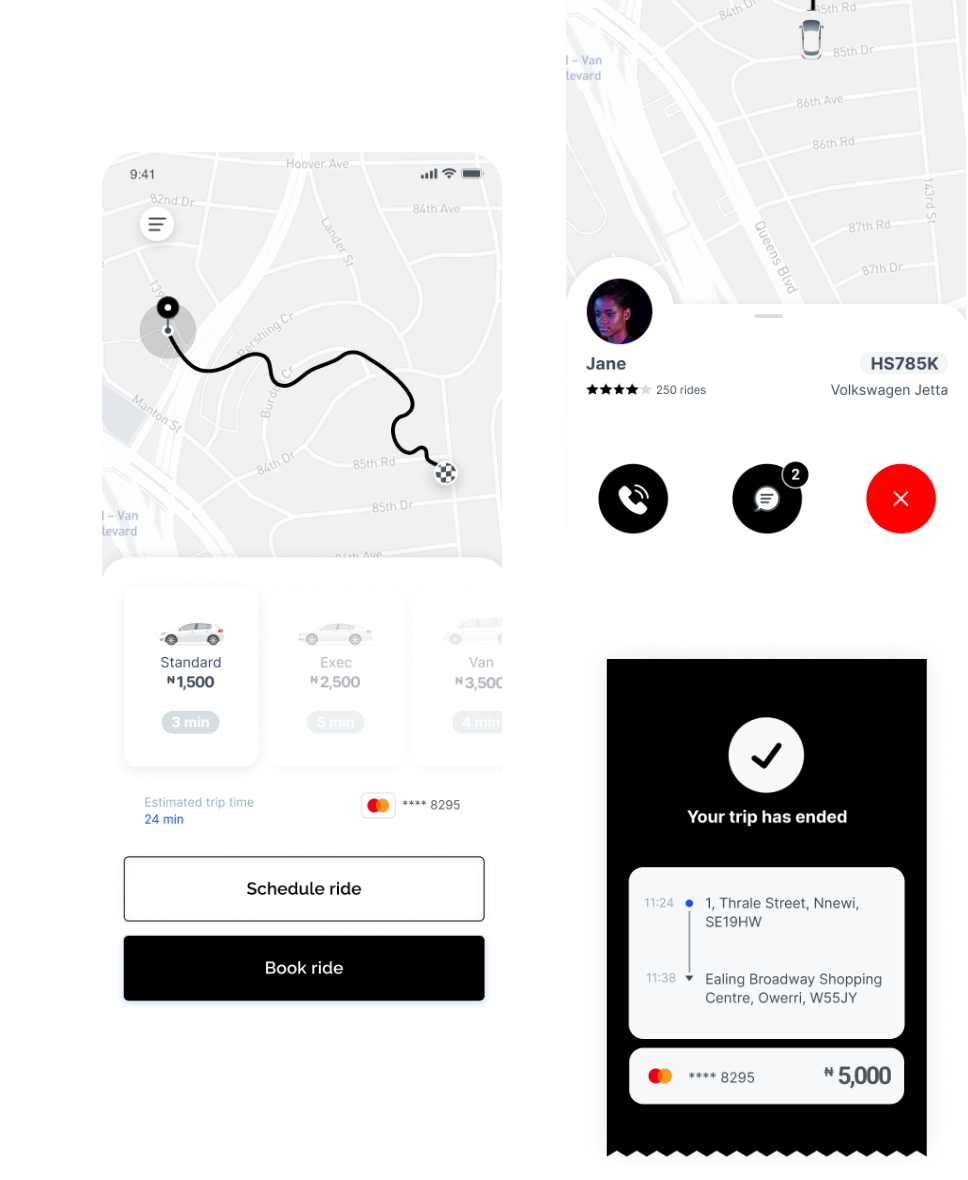 9:41
Hoover Ave
82nd Dr
84th Ave
Lander St
139
Pershing Cr
Burden Cr
Manton St
84th Dr
85th Rd
85th Dr
– Van
levard
84th Ave
Standard
₦1,500
3 min
Exec
₦2,500
5 min
Van
₦3,500
4 min
Estimated trip time
24 min
**** 8295
Schedule ride
Book ride
84th Dr
85th Rd
85th Dr
– Van
levard
86th Ave
86th Rd
143rd St
87th Rd
Queens Blvd
87th Dr
Jane
HS785K
250 rides
Volkswagen Jetta
2
Your trip has ended
11:24
1, Thrale Street, Nnewi,
SE19HW
11:38
Ealing Broadway Shopping
Centre, Owerri, W55JY
**** 8295
₦5,000